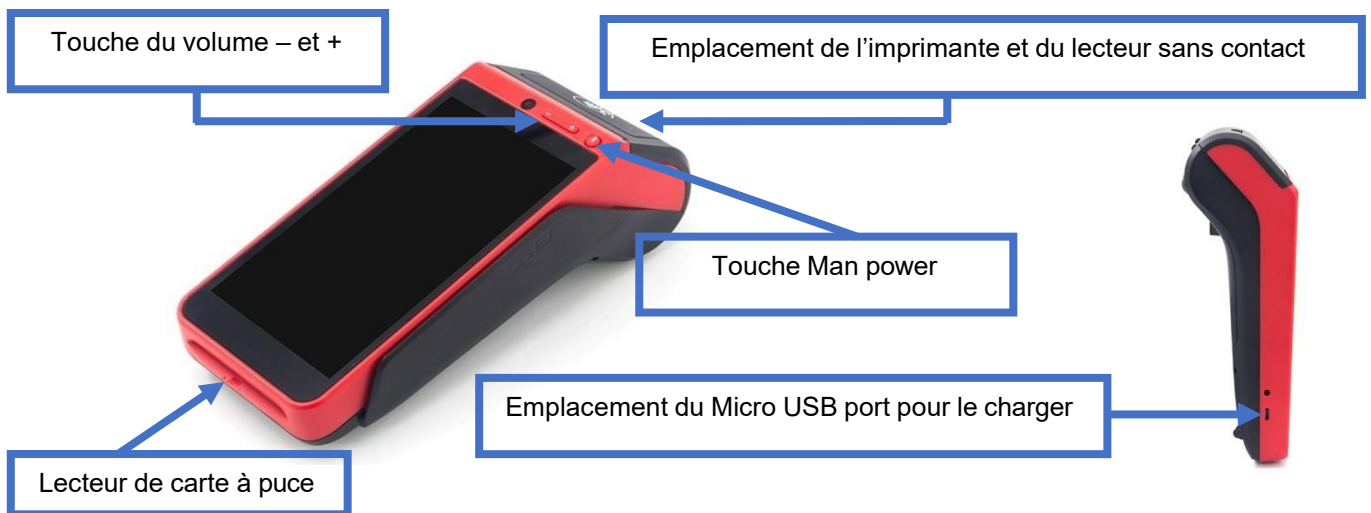 Touche du volume – et +
Emplacement de l’imprimante et du lecteur sans contact
Touche Man power
Emplacement du Micro USB port pour le charger
Lecteur de carte à puce